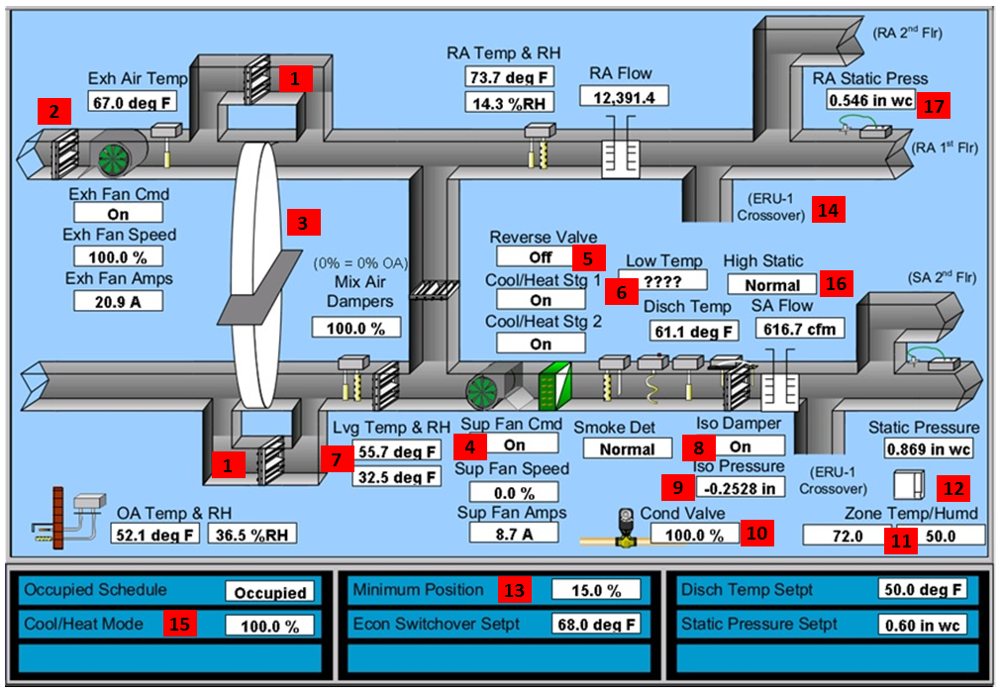 (RA 2nd Flr)
RA Temp & RH
73.7 deg F
14.3 %RH
RA Flow
12,391.4
Exh Air Temp
67.0 deg F
1
2
RA Static Press
0.546 in wc
17
(RA 1st Flr)
Exh Fan Cmd
On
Exh Fan Speed
100.0 %
Exh Fan Amps
20.9 A
3
(ERU-1
Crossover)
14
(0% = 0% OA)
Mix Air
Dampers
100.0 %
Reverse Valve
Off
5
Cool/Heat Stg 1
On
6
Cool/Heat Stg 2
On
Low Temp
????
High Static
Normal
16
Disch Temp
61.1 deg F
SA Flow
616.7 cfm
(SA 2nd Flr)
1
Lvg Temp & RH
7
55.7 deg F
32.5 deg F
Sup Fan Cmd
4
On
Sup Fan Speed
0.0 %
Sup Fan Amps
8.7 A
Smoke Det
Normal
Iso Damper
8
On
Iso Pressure
9
-0.2528 in
(ERU-1
Crossover)
Static Pressure
0.869 in wc
12
OA Temp & RH
52.1 deg F
36.5 %RH
Cond Valve
100.0 %
10
Zone Temp/Humd
72.0
11
50.0
Occupied Schedule
Occupied
Cool/Heat Mode
15
100.0 %
Minimum Position
13
15.0 %
Econ Switchover Setpt
68.0 deg F
Disch Temp Setpt
50.0 deg F
Static Pressure Setpt
0.60 in wc